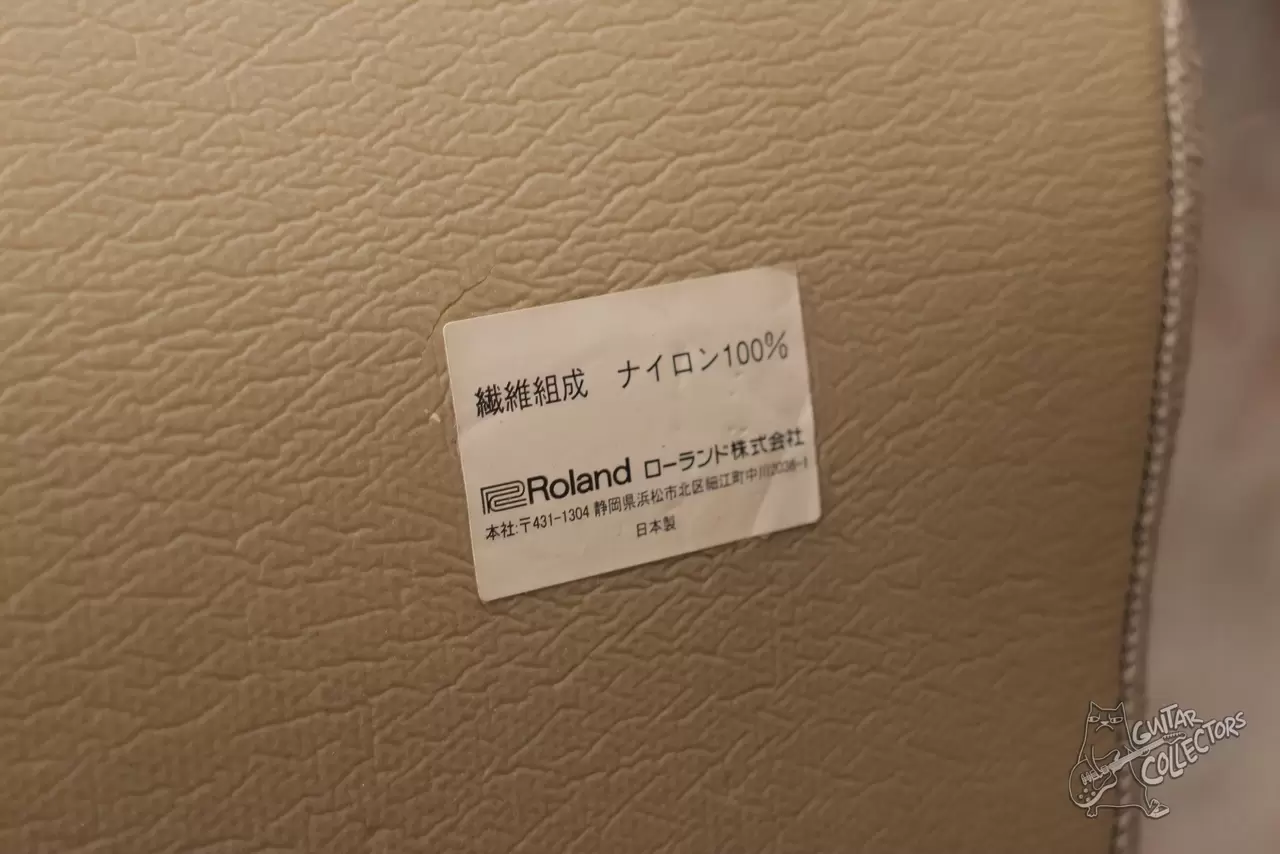 繊維組成　ナイロン100%
Roland ローランド株式会社
本社:〒431-1304 静岡県浜松市北区細江町中川2036-1
日本製
GUITAR
COLLECTORS